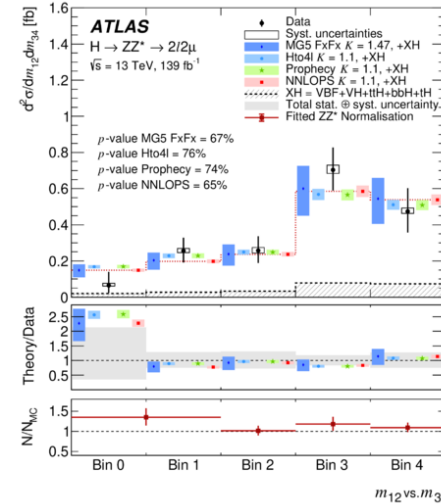 d²σ/dm₁₂dm₃₄ [fb]
1.6
1.4
1.2
1
0.8
0.6
0.4
0.2
0
ATLAS
H → ZZ* → 2l2μ
√s = 13 TeV, 139 fb⁻¹
Data
Syst. uncertainties
MG5 FxFx K = 1.47, +XH
Hto4l K = 1.1, +XH
Prophecy K = 1.1, +XH
NNLOPS K = 1.1, +XH
XH = VBF+VH+ttH+bbH+tH
Total stat. ⊕ syst. uncertainty.
Fitted ZZ* Normalisation
p-value MG5 FxFx = 67%
p-value Hto4l = 76%
p-value Prophecy = 74%
p-value NNLOPS = 65%
Theory/Data
2.5
2
1.5
1
0.5
N/N_MC
1.5
1
0.5
Bin 0 Bin 1 Bin 2 Bin 3 Bin 4
m₁₂ vs. m₃